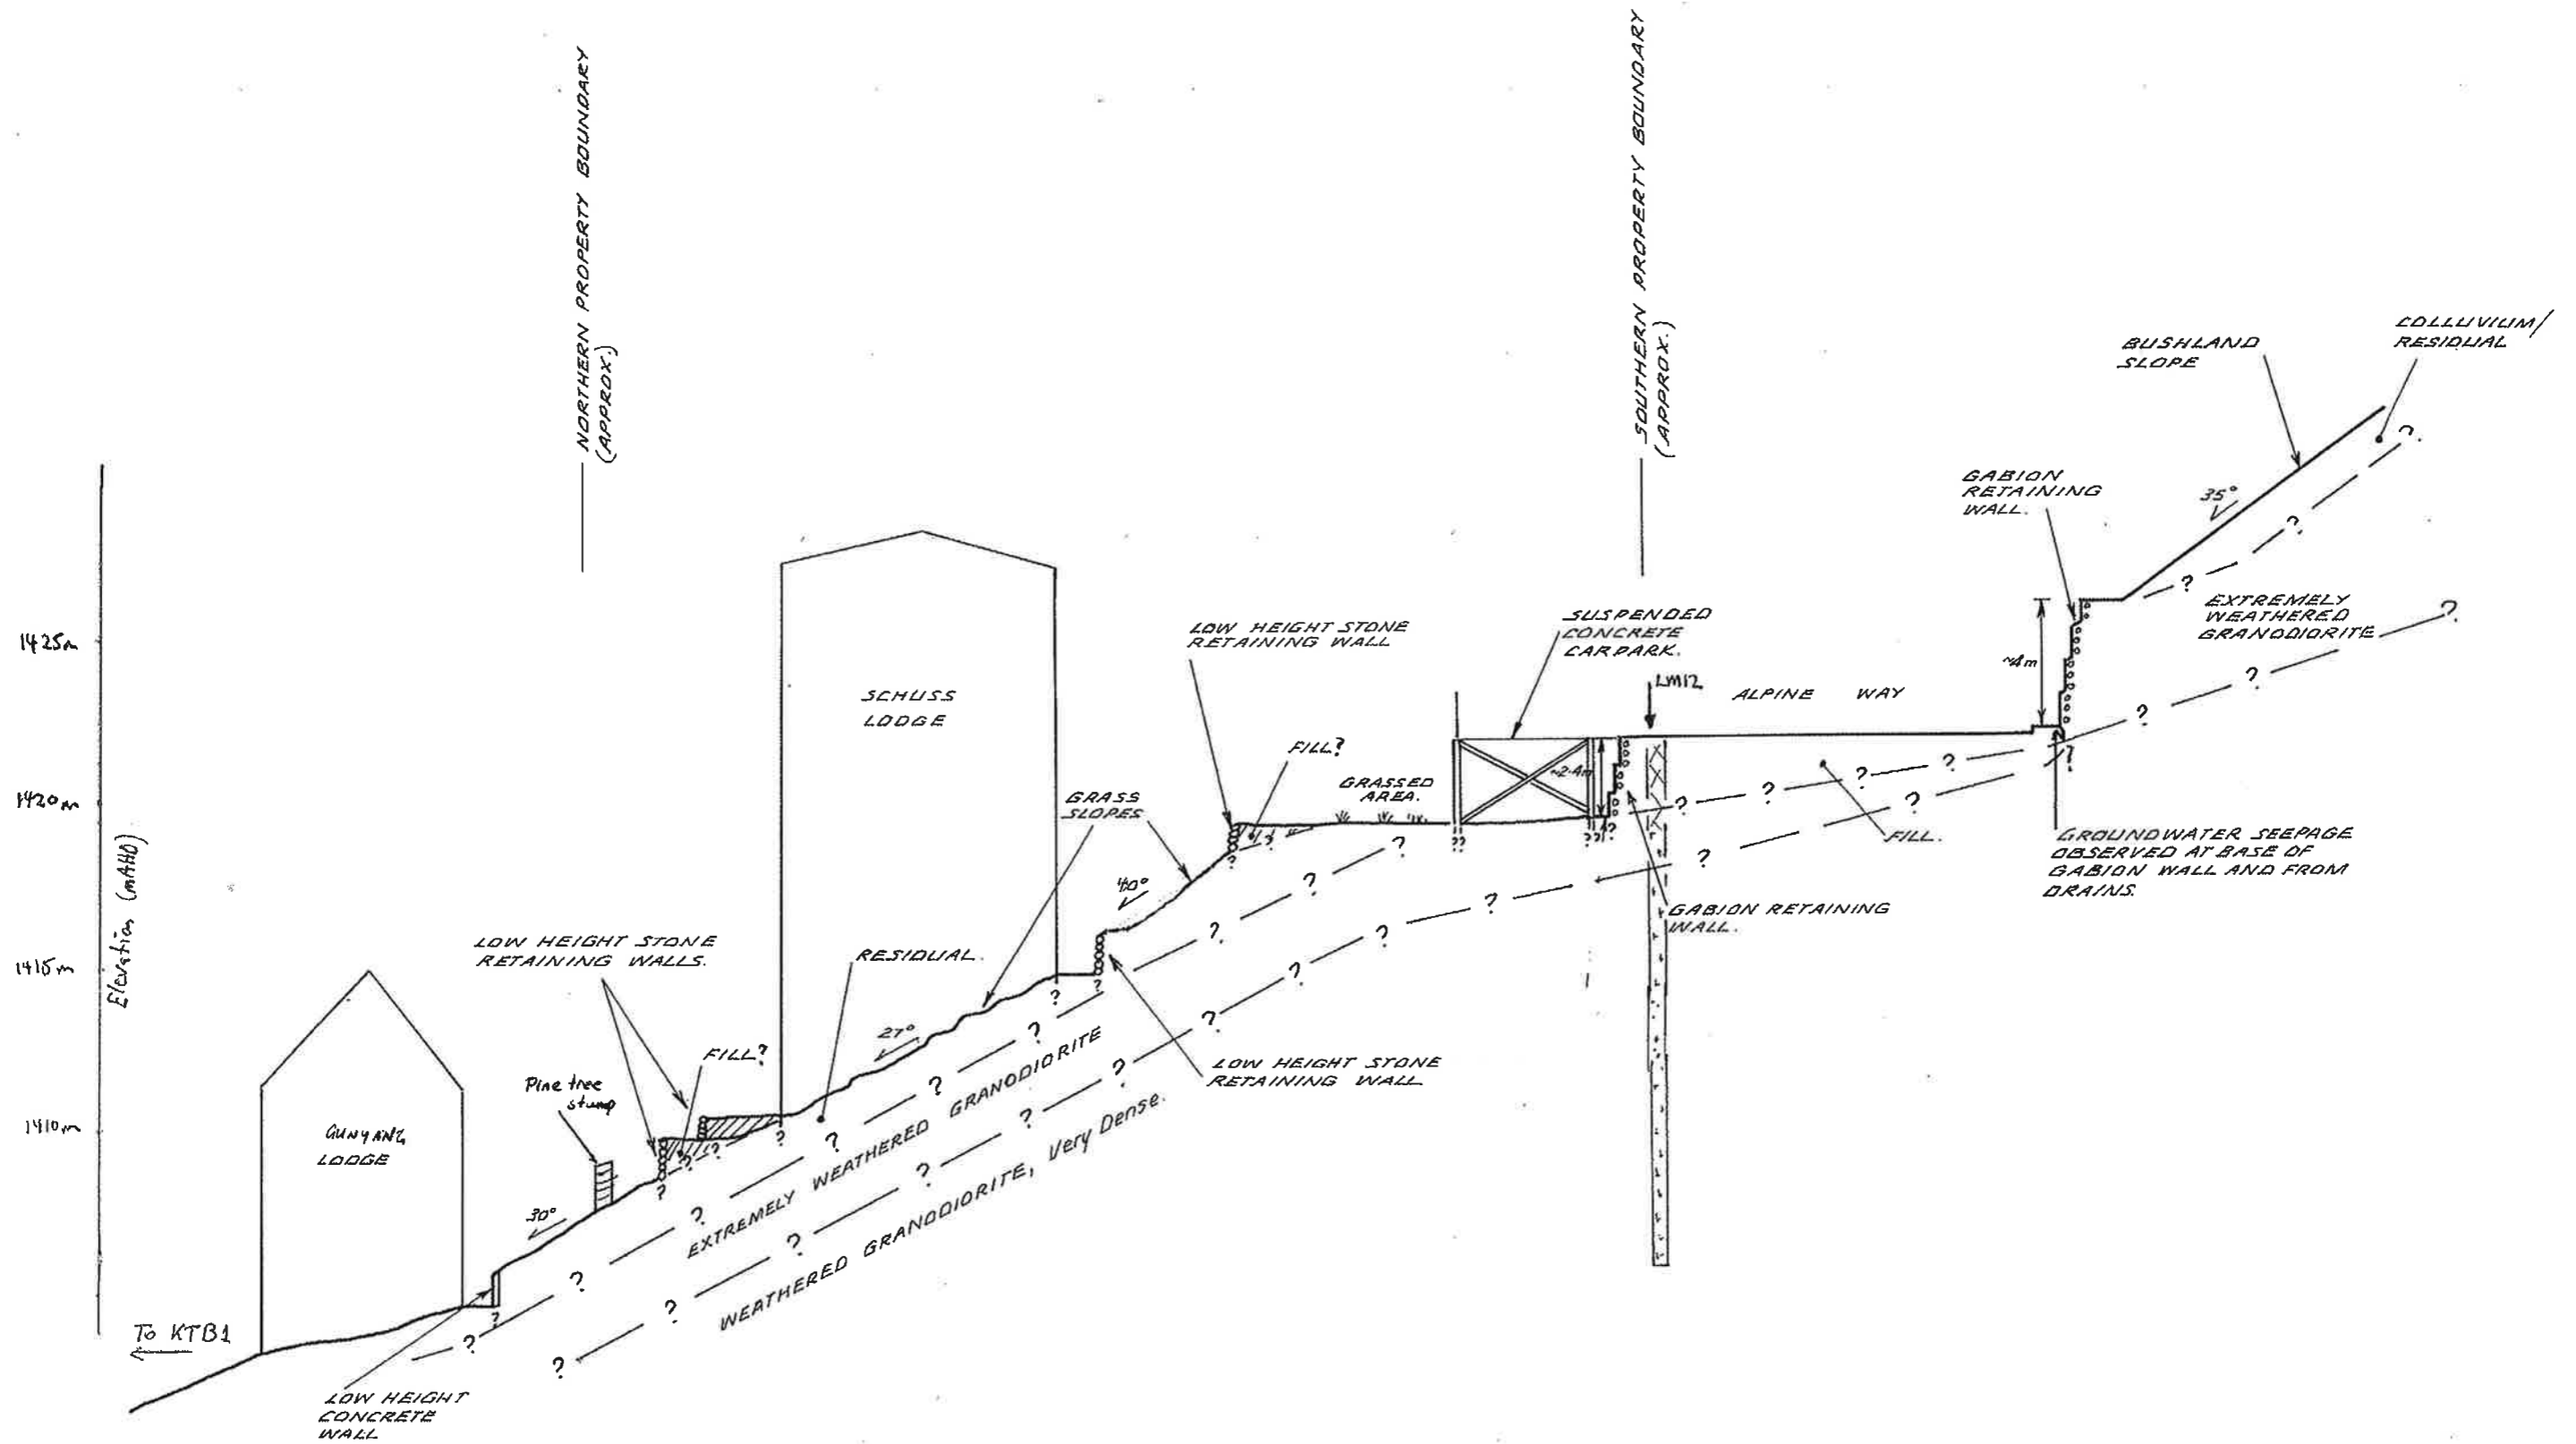 NORTHERN PROPERTY BOUNDARY
(APPROX.)
SOUTHERN PROPERTY BOUNDARY
(APPROX.)
COLLUVIUM/
RESIDUAL
BUSHLAND
SLOPE
35°
GABION
RETAINING
WALL.
EXTREMELY
WEATHERED
GRANODIORITE
~4m
SUSPENDED
CONCRETE
CARPARK.
LM12
ALPINE WAY
LOW HEIGHT STONE
RETAINING WALL
FILL?
GRASSED
AREA.
~2.4m
SCHUSS
LODGE
GRASS
SLOPES
40°
FILL.
GROUNDWATER SEEPAGE
OBSERVED AT BASE OF
GABION WALL AND FROM
DRAINS.
GABION RETAINING
WALL.
1425m
1420m
1415m
1410m
Elevation (mAHD)
LOW HEIGHT STONE
RETAINING WALLS.
RESIDUAL.
27°
FILL?
Pine tree
stump
LOW HEIGHT STONE
RETAINING WALL
GUNYANG
LODGE
30°
EXTREMELY WEATHERED GRANODIORITE
WEATHERED GRANODIORITE, Very Dense.
To KTB1
LOW HEIGHT
CONCRETE
WALL